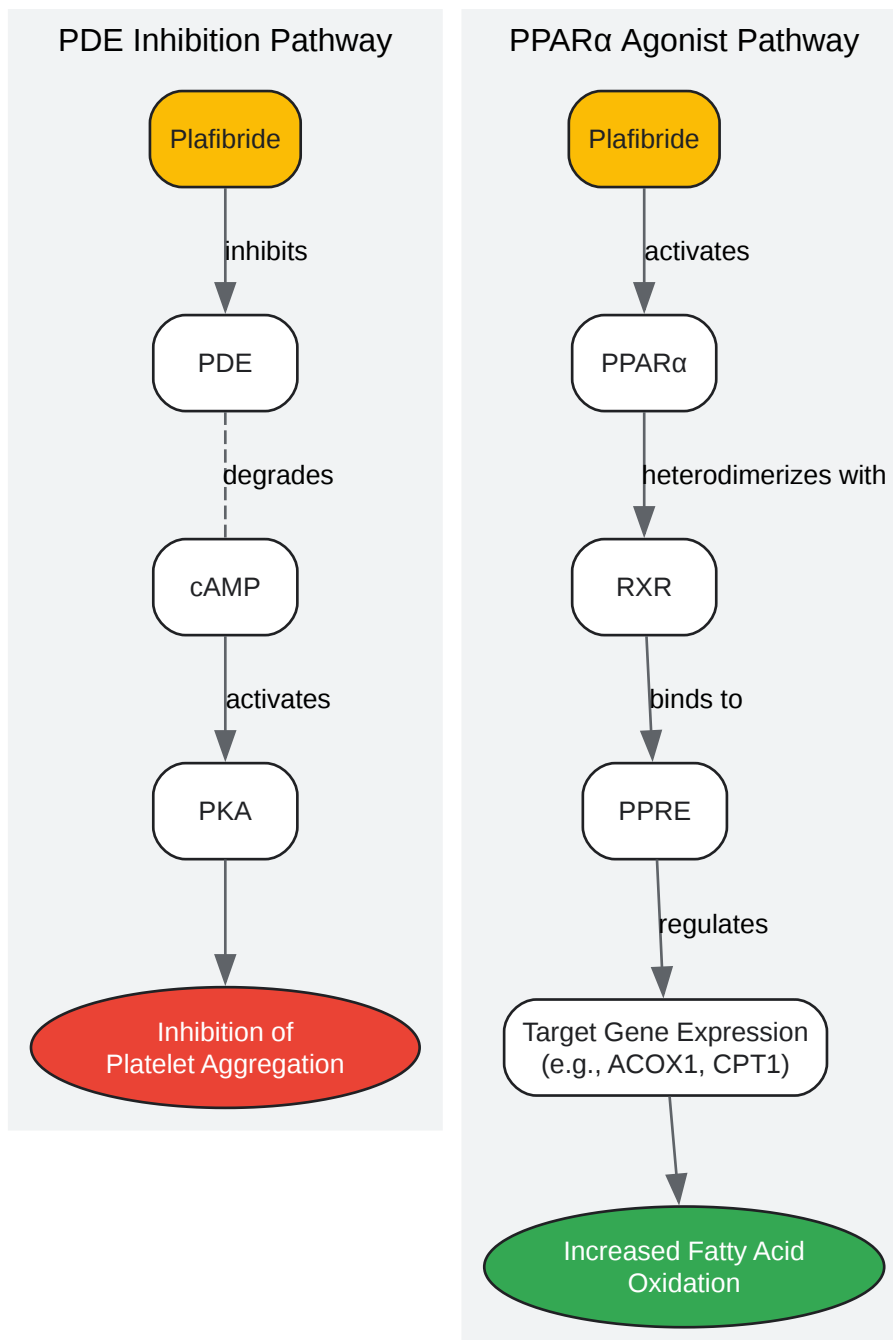 PDE Inhibition Pathway
Plafibride
inhibits
PDE
degrades
cAMP
activates
PKA
Inhibition of
Platelet Aggregation
PPARα Agonist Pathway
Plafibride
activates
PPARα
heterodimerizes with
RXR
binds to
PPRE
regulates
Target Gene Expression
(e.g., ACOX1, CPT1)
Increased Fatty Acid
Oxidation